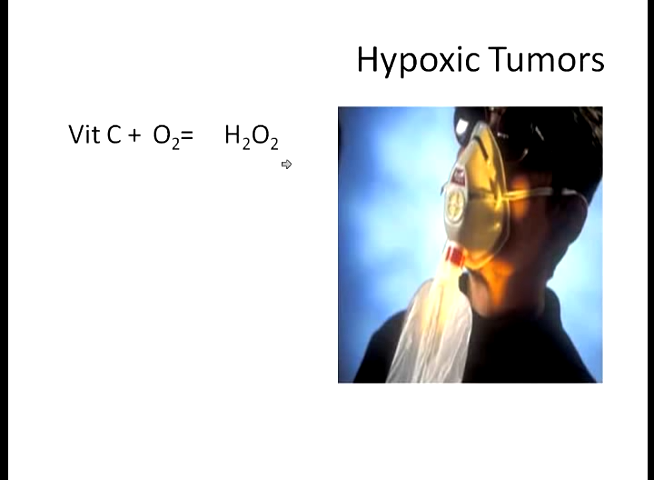 Hypoxic Tumors
Vit C + O₂= H₂O₂